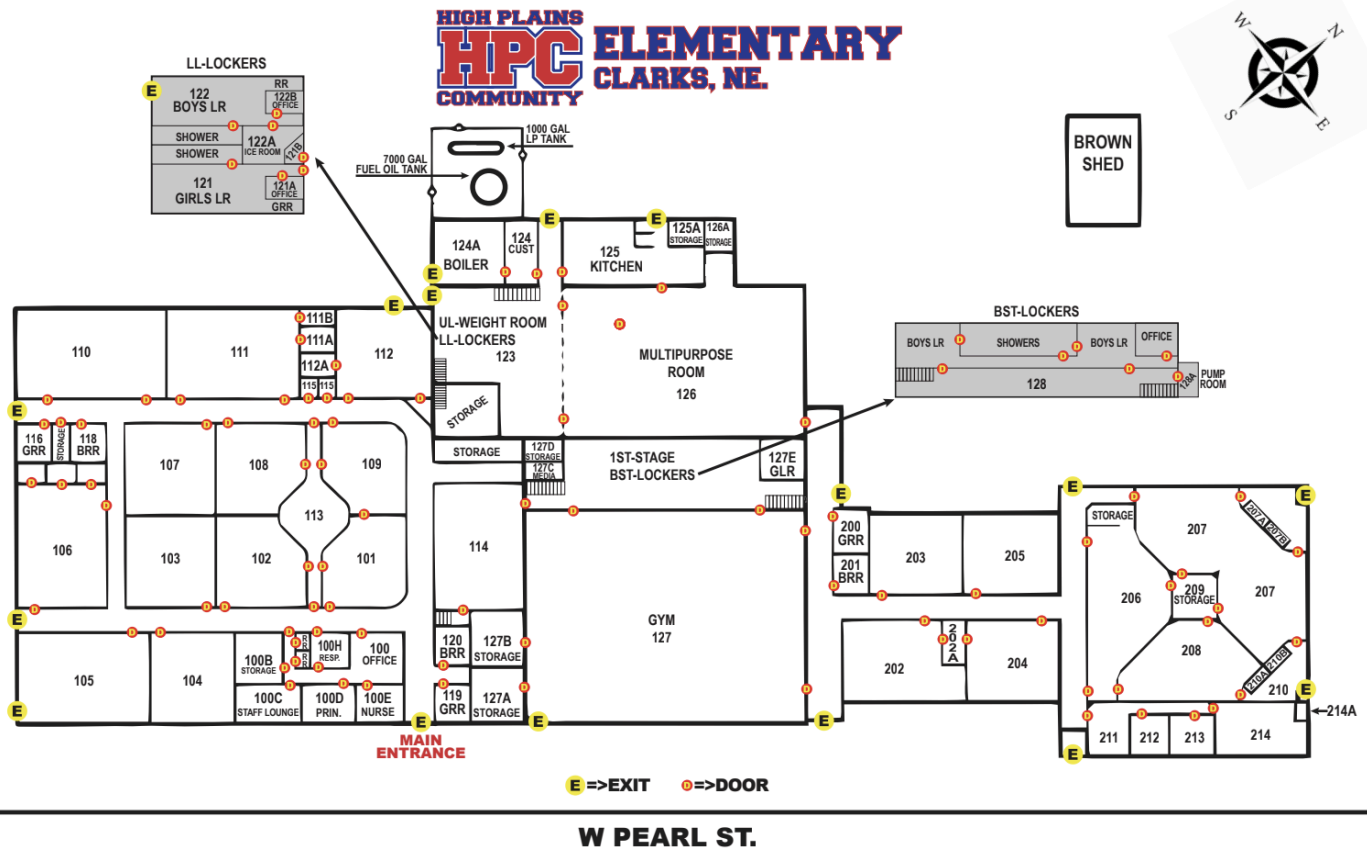 HIGH PLAINS
HPC
COMMUNITY
ELEMENTARY
CLARKS, NE.
W
N
S
E
LL-LOCKERS
E
122
BOYS LR
RR
122B
OFFICE
D
D
D
SHOWER
SHOWER
122A
ICE ROOM
121B
D
D
D
D
121
GIRLS LR
121A
OFFICE
GRR
1000 GAL
LP TANK
7000 GAL
FUEL OIL TANK
BROWN
SHED
E
E
124A
BOILER
124
CUST
125
KITCHEN
125A
STORAGE
126A
STORAGE
E
D
D
D
D
E
E
UL-WEIGHT ROOM
LL-LOCKERS
123
D
D
D
MULTIPURPOSE
ROOM
126
STORAGE
D
BST-LOCKERS
BOYS LR
D
SHOWERS
D
D
BOYS LR
OFFICE
D
D
D
D
128
128A
PUMP
ROOM
110
111
D
111B
D
111A
112A
D
115
115
112
D
D
D
D
D
D
D
D
E
D
D
D
116
GRR
STORAGE
118
BRR
D
D
D
D
106
D
D
D
D
D
107
108
109
D
D
113
D
103
102
101
D
D
D
D
D
D
E
D
D
105
104
E
100B
STORAGE
D
D
RR
RR
D
D
D
100H
RESP.
D
D
100
OFFICE
D
D
D
100C
STAFF LOUNGE
100D
PRIN.
100E
NURSE
STORAGE
127D
STORAGE
127C
MEDIA
1ST-STAGE
BST-LOCKERS
127E
GLR
D
D
D
D
D
114
D
120
BRR
D
127B
STORAGE
D
D
119
GRR
127A
STORAGE
D
GYM
127
D
E
E
E
MAIN
ENTRANCE
E
D
200
GRR
201
BRR
D
203
205
D
D
D
D
202
202A
D
D
204
E
STORAGE
D
D
207
D
207A
207B
D
E
206
D
D
209
STORAGE
D
D
207
208
D
210B
210A
D
210
E
D
D
D
D
D
D
211
212
213
214
214A
E
E =>EXIT
D =>DOOR
W PEARL ST.